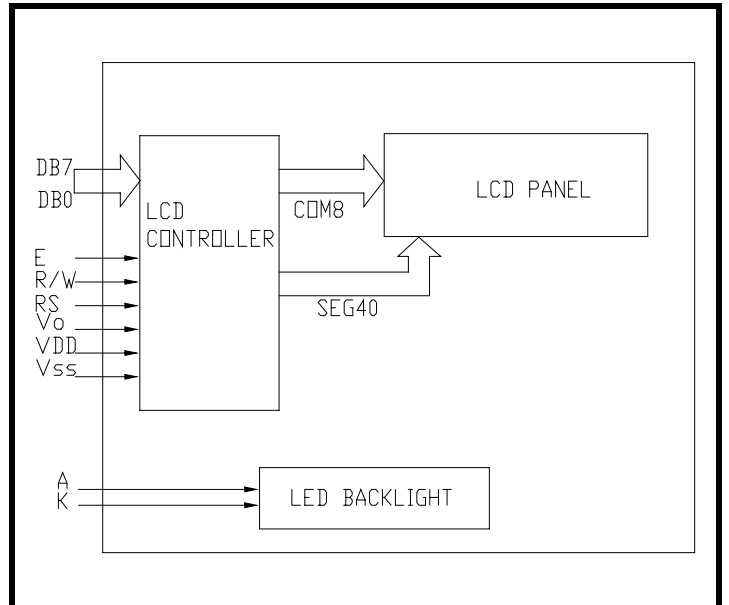 DB7
DB0
LCD
CONTROLLER
COM8
LCD PANEL
SEG40
E
R/W
RS
Vo
VDD
Vss
A
K
LED BACKLIGHT